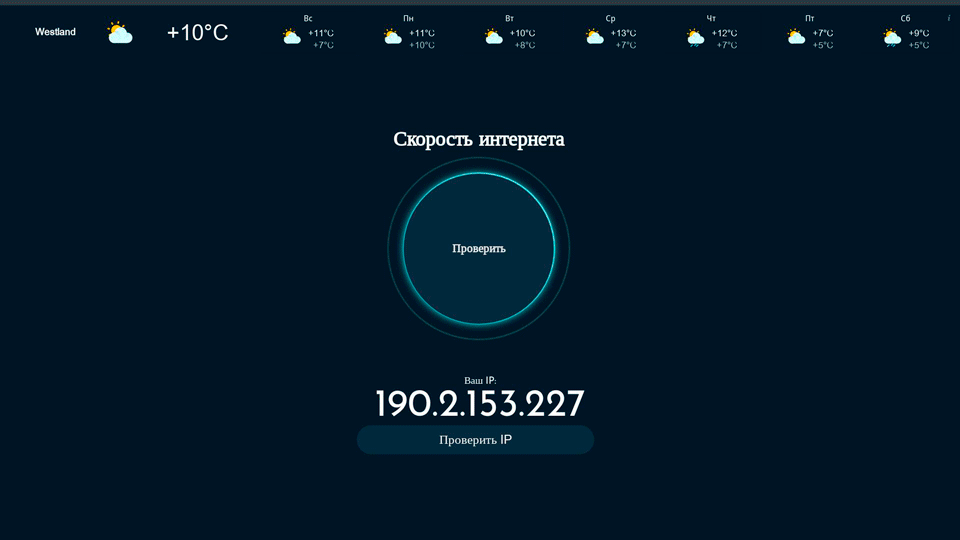 Westland
+10°C
Вс
+11°C
+7°C
Пн
+11°C
+10°C
Вт
+10°C
+8°C
Ср
+13°C
+7°C
Чт
+12°C
+7°C
Пт
+7°C
+5°C
Сб
+9°C
+5°C
i
Скорость интернета
Проверить
Ваш IP:
190.2.153.227
Проверить IP